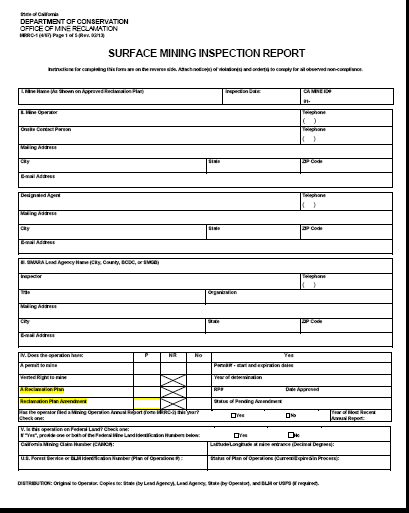 State of California
DEPARTMENT OF CONSERVATION
OFFICE OF MINE RECLAMATION
MRRC-1 (4/97) Page 1 of 5 (Rev. 02/13)
SURFACE MINING INSPECTION REPORT
Instructions for completing this form are on the reverse side. Attach notice(s) of violation(s) and order(s) to comply for all observed non-compliance.
I. Mine Name (As Shown on Approved Reclamation Plan) Inspection Date: CA MINE ID#
91-
II. Mine Operator Telephone
( )
Onsite Contact Person Telephone
( )
Mailing Address
City State ZIP Code
E-mail Address
Designated Agent Telephone
( )
Mailing Address
City State ZIP Code
E-mail Address
III. SMARA Lead Agency Name (City, County, BCDC, or SMGB)
Inspector Telephone
( )
Title Organization
Mailing Address
City State ZIP Code
E-mail Address
IV. Does the operation have: P NR No Yes
A permit to mine Permit# - start and expiration dates
Vested Right to mine Year of determination
A Reclamation Plan RP# Date Approved
Reclamation Plan Amendment Status of Pending Amendment
Has the operator filed a Mining Operation Annual Report (form MRRC-2) this year? Yes No Year of Most Recent
Check one: Annual Report:
V. Is this operation on Federal Land? Check one:
If "Yes", provide one or both of the Federal Mine Land Identification Numbers below: Yes No
California Mining Claim Number (CAMC#): Latitude/Longitude at mine entrance (Decimal Degrees):
U.S. Forest Service or BLM Identification Number (Plan of Operations #) : Status of Plan of Operations (Current/Expired/In Process):
DISTRIBUTION: Original to Operator. Copies to: State (by Lead Agency), Lead Agency, State (by Operator), and BLM or USFS (if required).